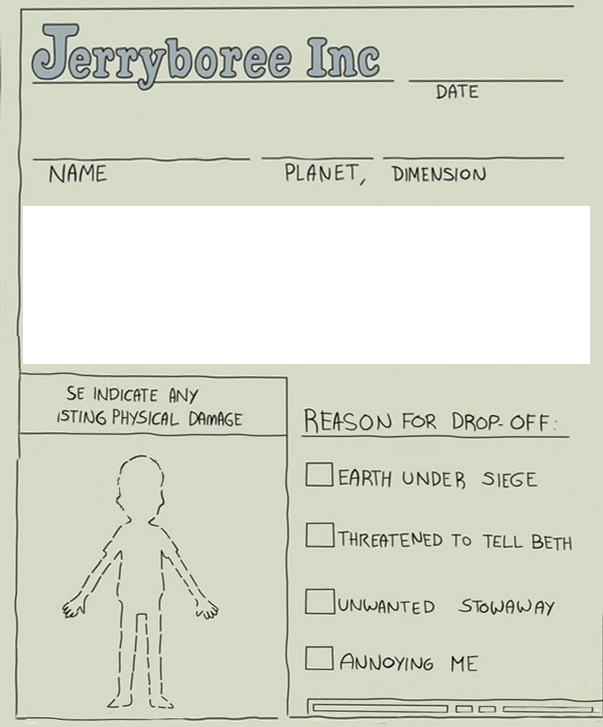 Jerryboree Inc
DATE
NAME PLANET, DIMENSION
SE INDICATE ANY
ISTING PHYSICAL DAMAGE
REASON FOR DROP-OFF:
EARTH UNDER SIEGE
THREATENED TO TELL BETH
UNWANTED STOWAWAY
ANNOYING ME